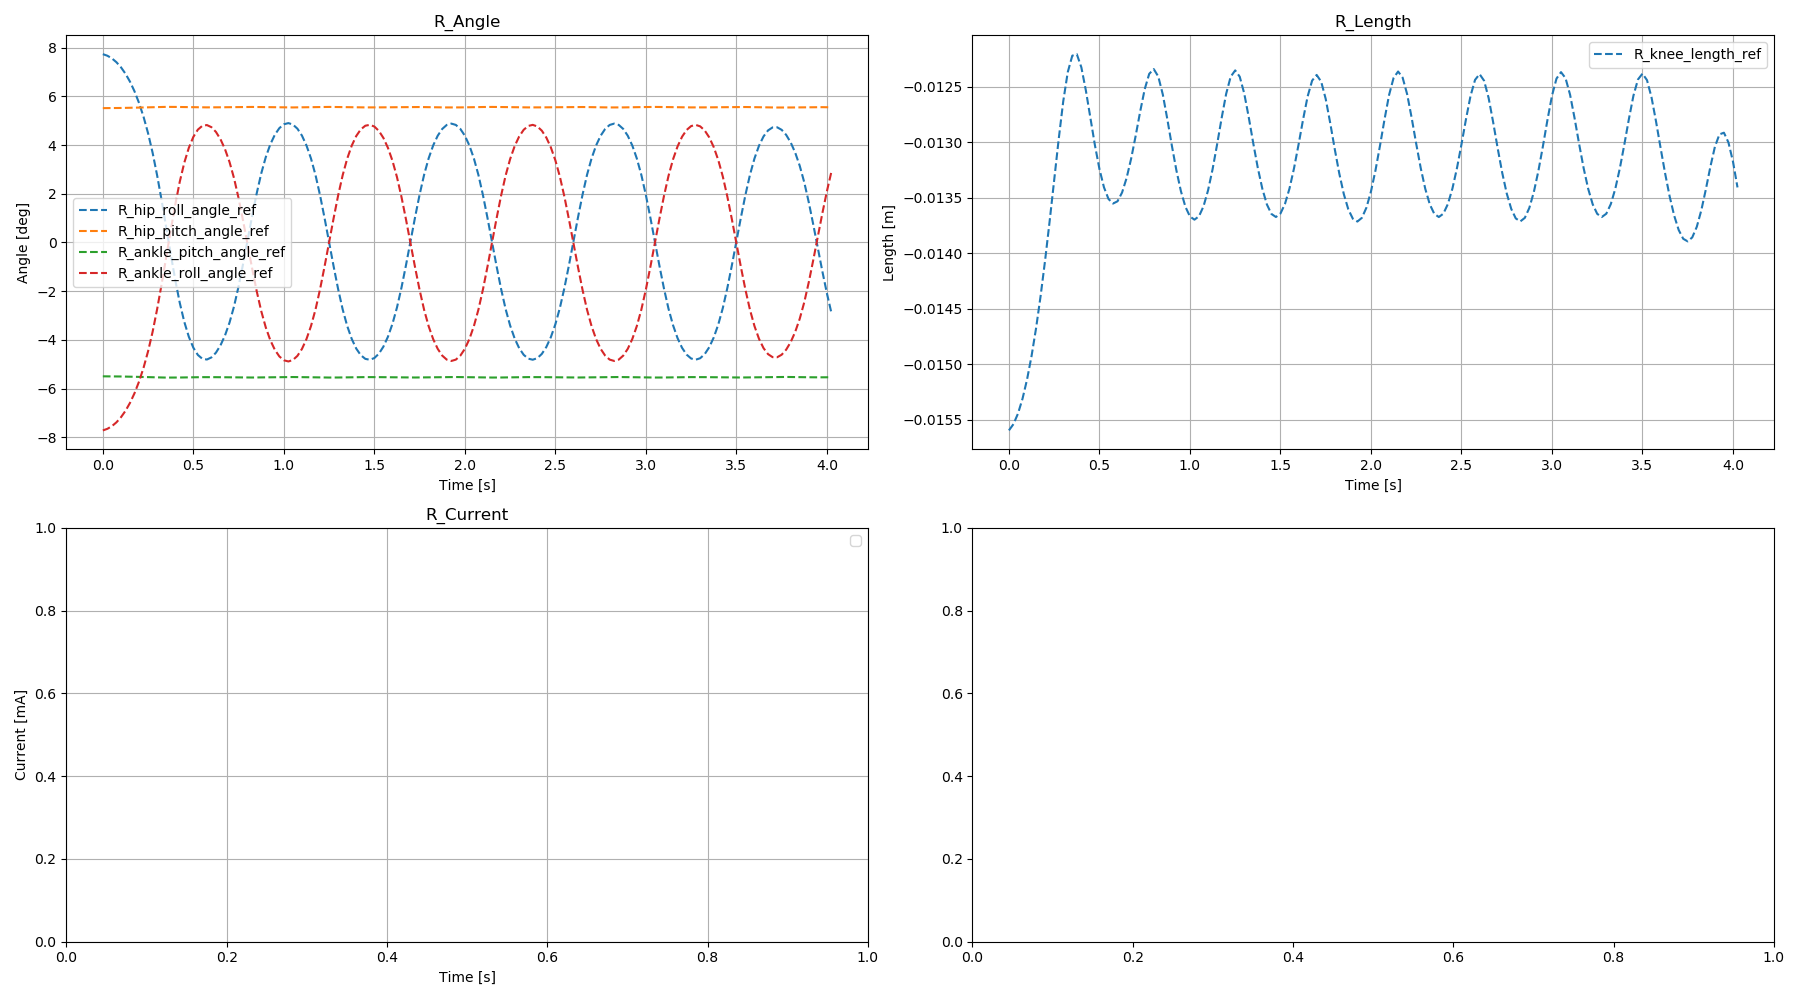 R_Angle
8
6
4
2
0
−2
−4
−6
−8
Angle [deg]
R_hip_roll_angle_ref
R_hip_pitch_angle_ref
R_ankle_pitch_angle_ref
R_ankle_roll_angle_ref
0.0 0.5 1.0 1.5 2.0 2.5 3.0 3.5 4.0
Time [s]
R_Length
R_knee_length_ref
−0.0125
−0.0130
−0.0135
−0.0140
−0.0145
−0.0150
−0.0155
Length [m]
0.0 0.5 1.0 1.5 2.0 2.5 3.0 3.5 4.0
Time [s]
R_Current
1.0
0.8
0.6
0.4
0.2
0.0
Current [mA]
0.0 0.2 0.4 0.6 0.8 1.0
Time [s]
1.0
0.8
0.6
0.4
0.2
0.0
0.0 0.2 0.4 0.6 0.8 1.0